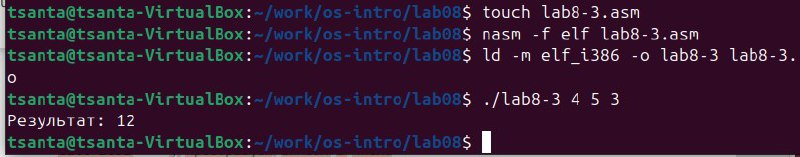 tsanta@tsanta-VirtualBox:~/work/os-intro/lab08$ touch lab8-3.asm
tsanta@tsanta-VirtualBox:~/work/os-intro/lab08$ nasm -f elf lab8-3.asm
tsanta@tsanta-VirtualBox:~/work/os-intro/lab08$ ld -m elf_i386 -o lab8-3 lab8-3.
o
tsanta@tsanta-VirtualBox:~/work/os-intro/lab08$ ./lab8-3 4 5 3
Результат: 12
tsanta@tsanta-VirtualBox:~/work/os-intro/lab08$